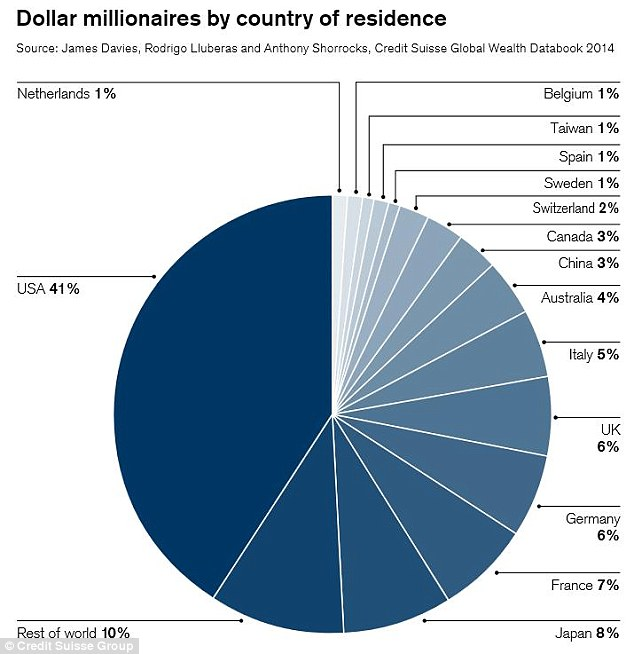 Dollar millionaires by country of residence
Source: James Davies, Rodrigo Lluberas and Anthony Shorrocks, Credit Suisse Global Wealth Databook 2014
Netherlands 1%
Belgium 1%
Taiwan 1%
Spain 1%
Sweden 1%
Switzerland 2%
Canada 3%
China 3%
USA 41%
Australia 4%
Italy 5%
UK
6%
Germany
6%
France 7%
Rest of world 10%
Japan 8%
© Credit Suisse Group